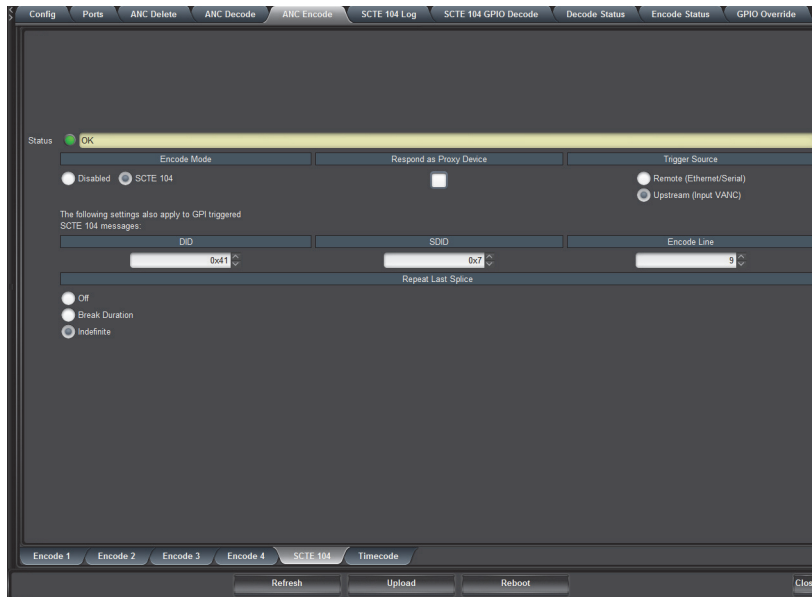 Config Ports ANC Delete ANC Decode ANC Encode SCTE 104 Log SCTE 104 GPIO Decode Decode Status Encode Status GPIO Override
Status OK
Encode Mode Respond as Proxy Device Trigger Source
Disabled SCTE 104 Remote (Ethernet/Serial)
Upstream (Input VANC)
The following settings also apply to GPI triggered
SCTE 104 messages:
DID SDID Encode Line
0x41 0x7 9
Repeat Last Splice
Off
Break Duration
Indefinite
Encode 1 Encode 2 Encode 3 Encode 4 SCTE 104 Timecode
Refresh Upload Reboot Clos